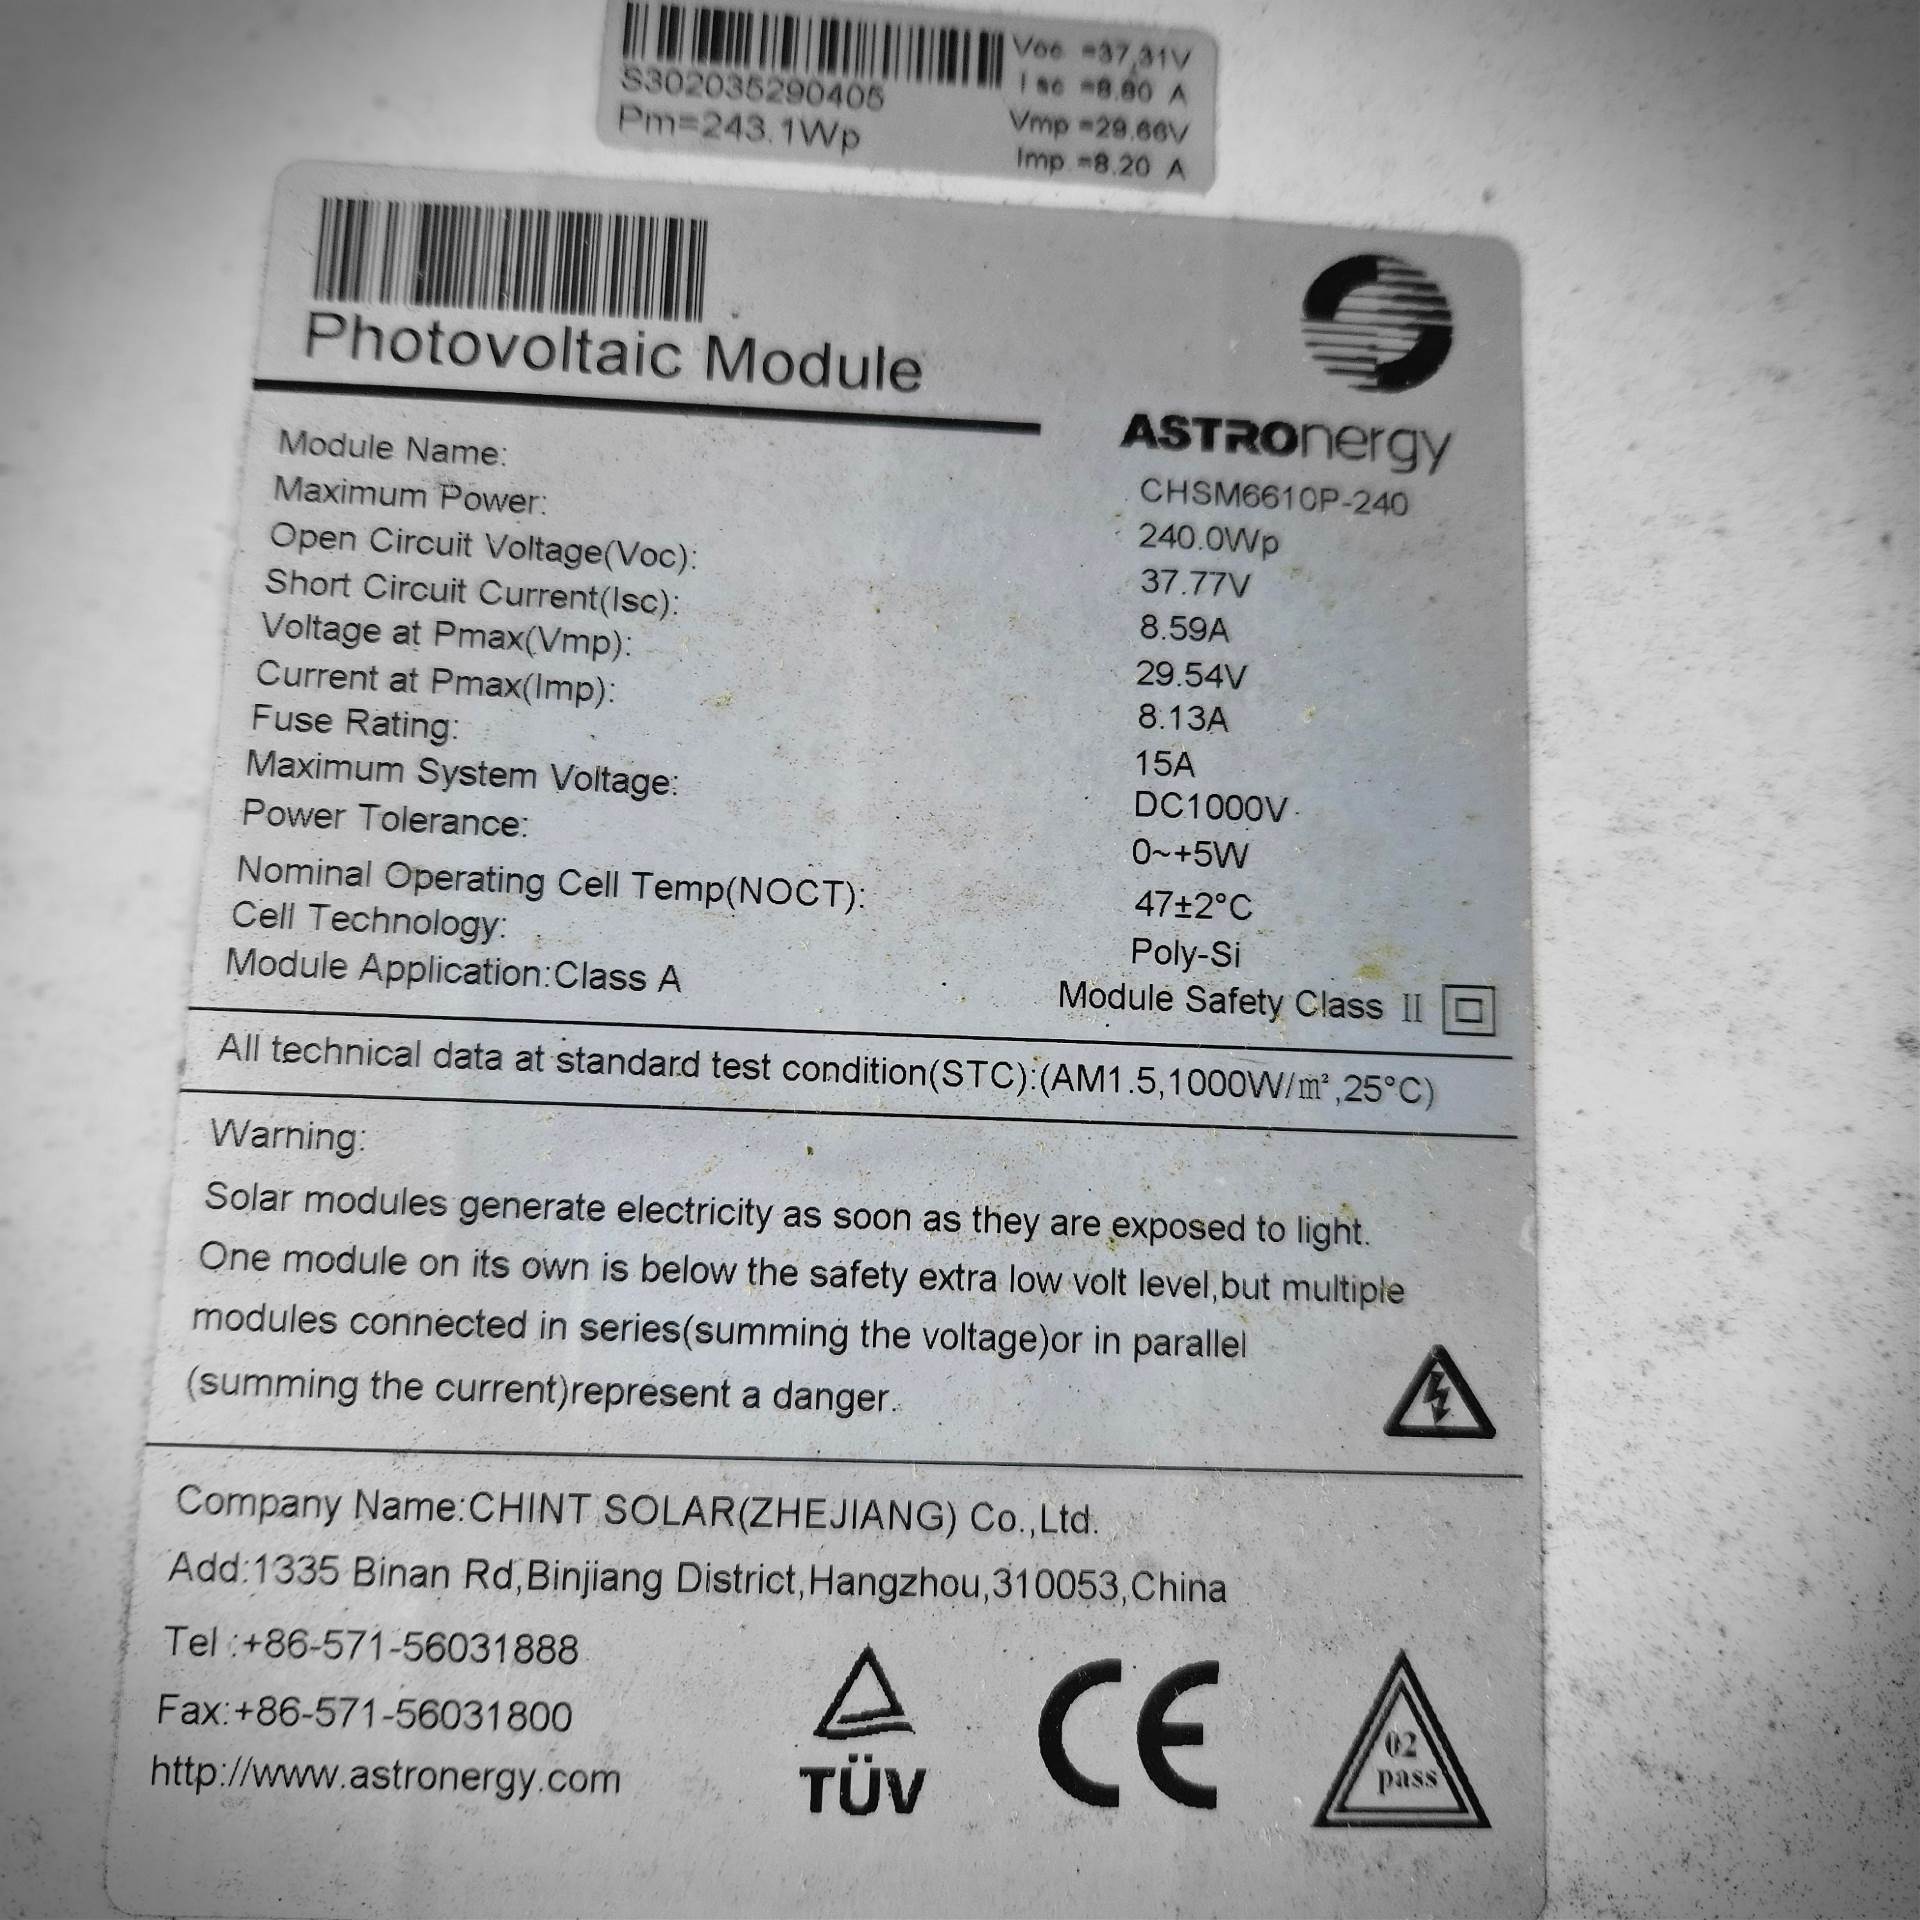 S302035290405
Pm=243.1Wp
Voc =37.31V
Isc =8.80 A
Vmp =29.66V
Imp =8.20 A
Photovoltaic Module
ASTRONergy
Module Name: CHSM6610P-240
Maximum Power: 240.0Wp
Open Circuit Voltage(Voc): 37.77V
Short Circuit Current(Isc): 8.59A
Voltage at Pmax(Vmp): 29.54V
Current at Pmax(Imp): 8.13A
Fuse Rating: 15A
Maximum System Voltage: DC1000V
Power Tolerance: 0~+5W
Nominal Operating Cell Temp(NOCT): 47±2°C
Cell Technology: Poly-Si
Module Application:Class A Module Safety Class II
All technical data at standard test condition(STC):(AM1.5,1000W/m²,25°C)
Warning:
Solar modules generate electricity as soon as they are exposed to light.
One module on its own is below the safety extra low volt level,but multiple
modules connected in series(summing the voltage)or in parallel
(summing the current)represent a danger.
Company Name:CHINT SOLAR(ZHEJIANG) Co.,Ltd.
Add:1335 Binan Rd,Binjiang District,Hangzhou,310053,China
Tel :+86-571-56031888
Fax:+86-571-56031800
http://www.astronergy.com
TÜV
CE
02
pass